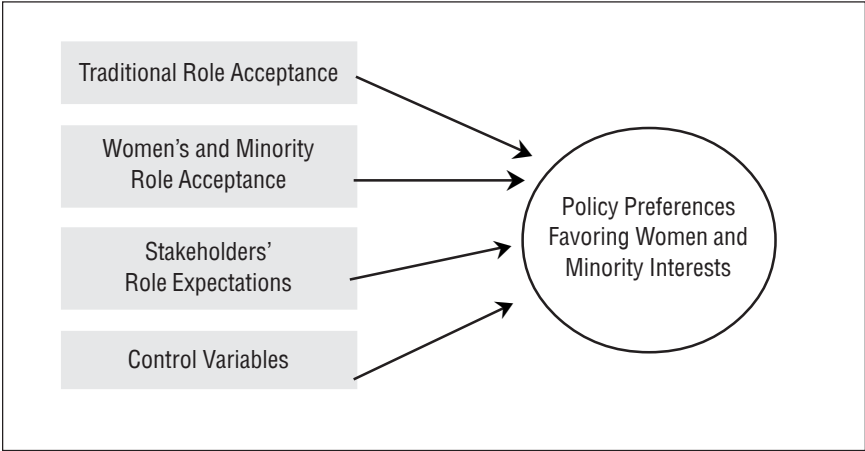 Traditional Role Acceptance
Women’s and Minority
Role Acceptance
Stakeholders’
Role Expectations
Control Variables
Policy Preferences
Favoring Women and
Minority Interests